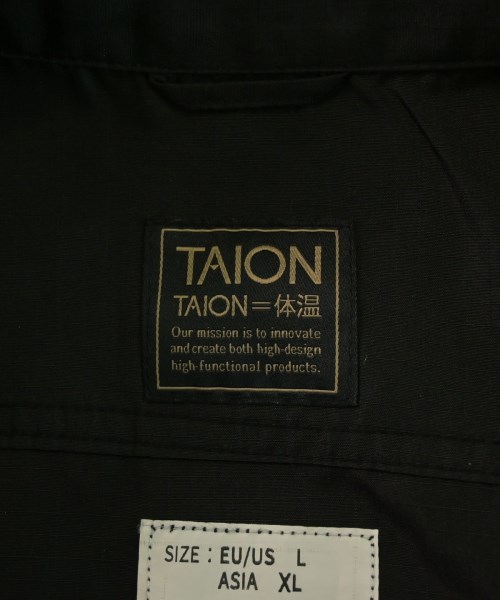 TAION
TAION=体温
Our mission is to innovate
and create both high-design
high-functional products.
SIZE : EU/US L
ASIA XL